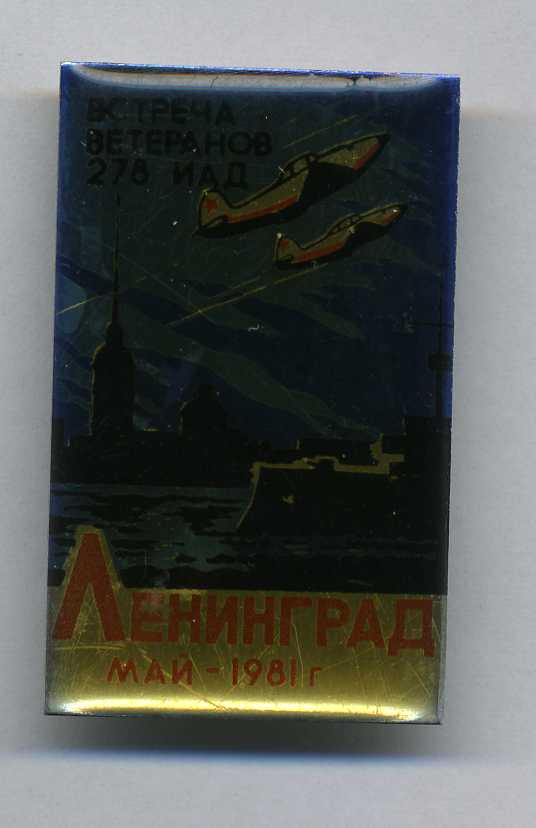 ВСТРЕЧА
ВЕТЕРАНОВ
278 ИАД
ЛЕНИНГРАД
МАЙ - 1981 г